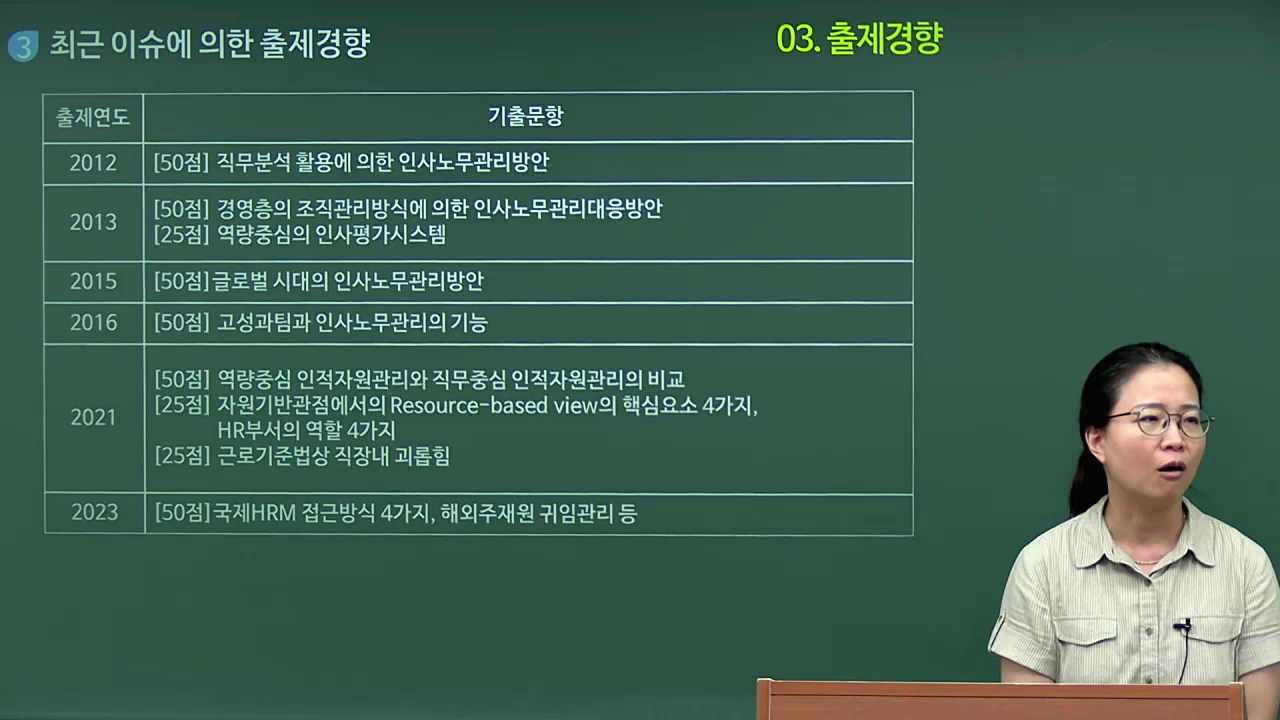 3 최근 이슈에 의한 출제경향
03. 출제경향
출제연도 기출문항
2012 [50점] 직무분석 활용에 의한 인사노무관리방안
2013 [50점] 경영층의 조직관리방식에 의한 인사노무관리대응방안
[25점] 역량중심의 인사평가시스템
2015 [50점]글로벌 시대의 인사노무관리방안
2016 [50점] 고성과팀과 인사노무관리의 기능
2021 [50점] 역량중심 인적자원관리와 직무중심 인적자원관리의 비교
[25점] 자원기반관점에서의 Resource-based view의 핵심요소 4가지,
HR부서의 역할 4가지
[25점] 근로기준법상 직장내 괴롭힘
2023 [50점]국제HRM 접근방식 4가지, 해외주재원 귀임관리 등